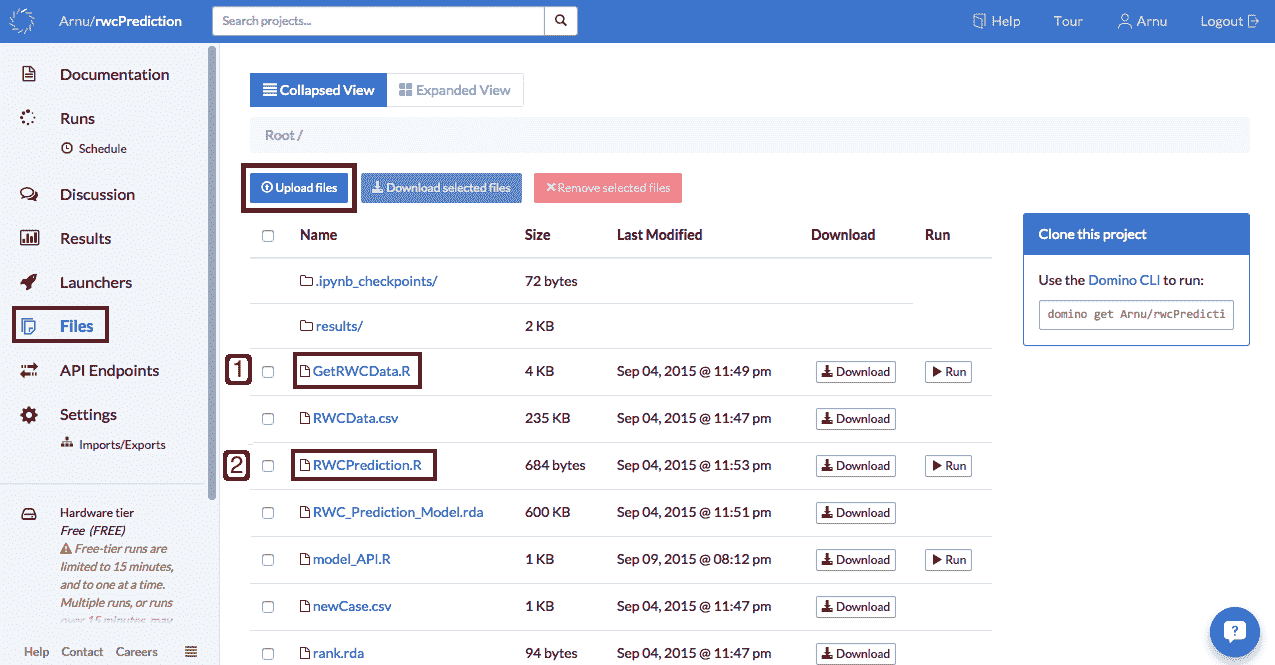 Arnu/rwcPrediction
Search projects...
Help
Tour
Arnu
Logout
Documentation
Runs
Schedule
Discussion
Results
Launchers
Files
API Endpoints
Settings
Imports/Exports
Hardware tier
Free (FREE)
Free-tier runs are
limited to 15 minutes,
and to one at a time.
Multiple runs, or runs
over 15 minutes, may
Help Contact Careers
Collapsed View
Expanded View
Root /
Upload files
Download selected files
Remove selected files
Name Size Last Modified Download Run
.ipynb_checkpoints/ 72 bytes
results/ 2 KB
1 GetRWCData.R 4 KB Sep 04, 2015 @ 11:49 pm Download Run
RWCData.csv 235 KB Sep 04, 2015 @ 11:47 pm Download
2 RWCPrediction.R 684 bytes Sep 04, 2015 @ 11:53 pm Download Run
RWC_Prediction_Model.rda 600 KB Sep 04, 2015 @ 11:51 pm Download
model_API.R 1 KB Sep 09, 2015 @ 08:12 pm Download Run
newCase.csv 1 KB Sep 04, 2015 @ 11:47 pm Download
rank.rda 94 bytes Sep 04, 2015 @ 11:47 pm Download
Clone this project
Use the Domino CLI to run:
domino get Arnu/rwcPredicti
?